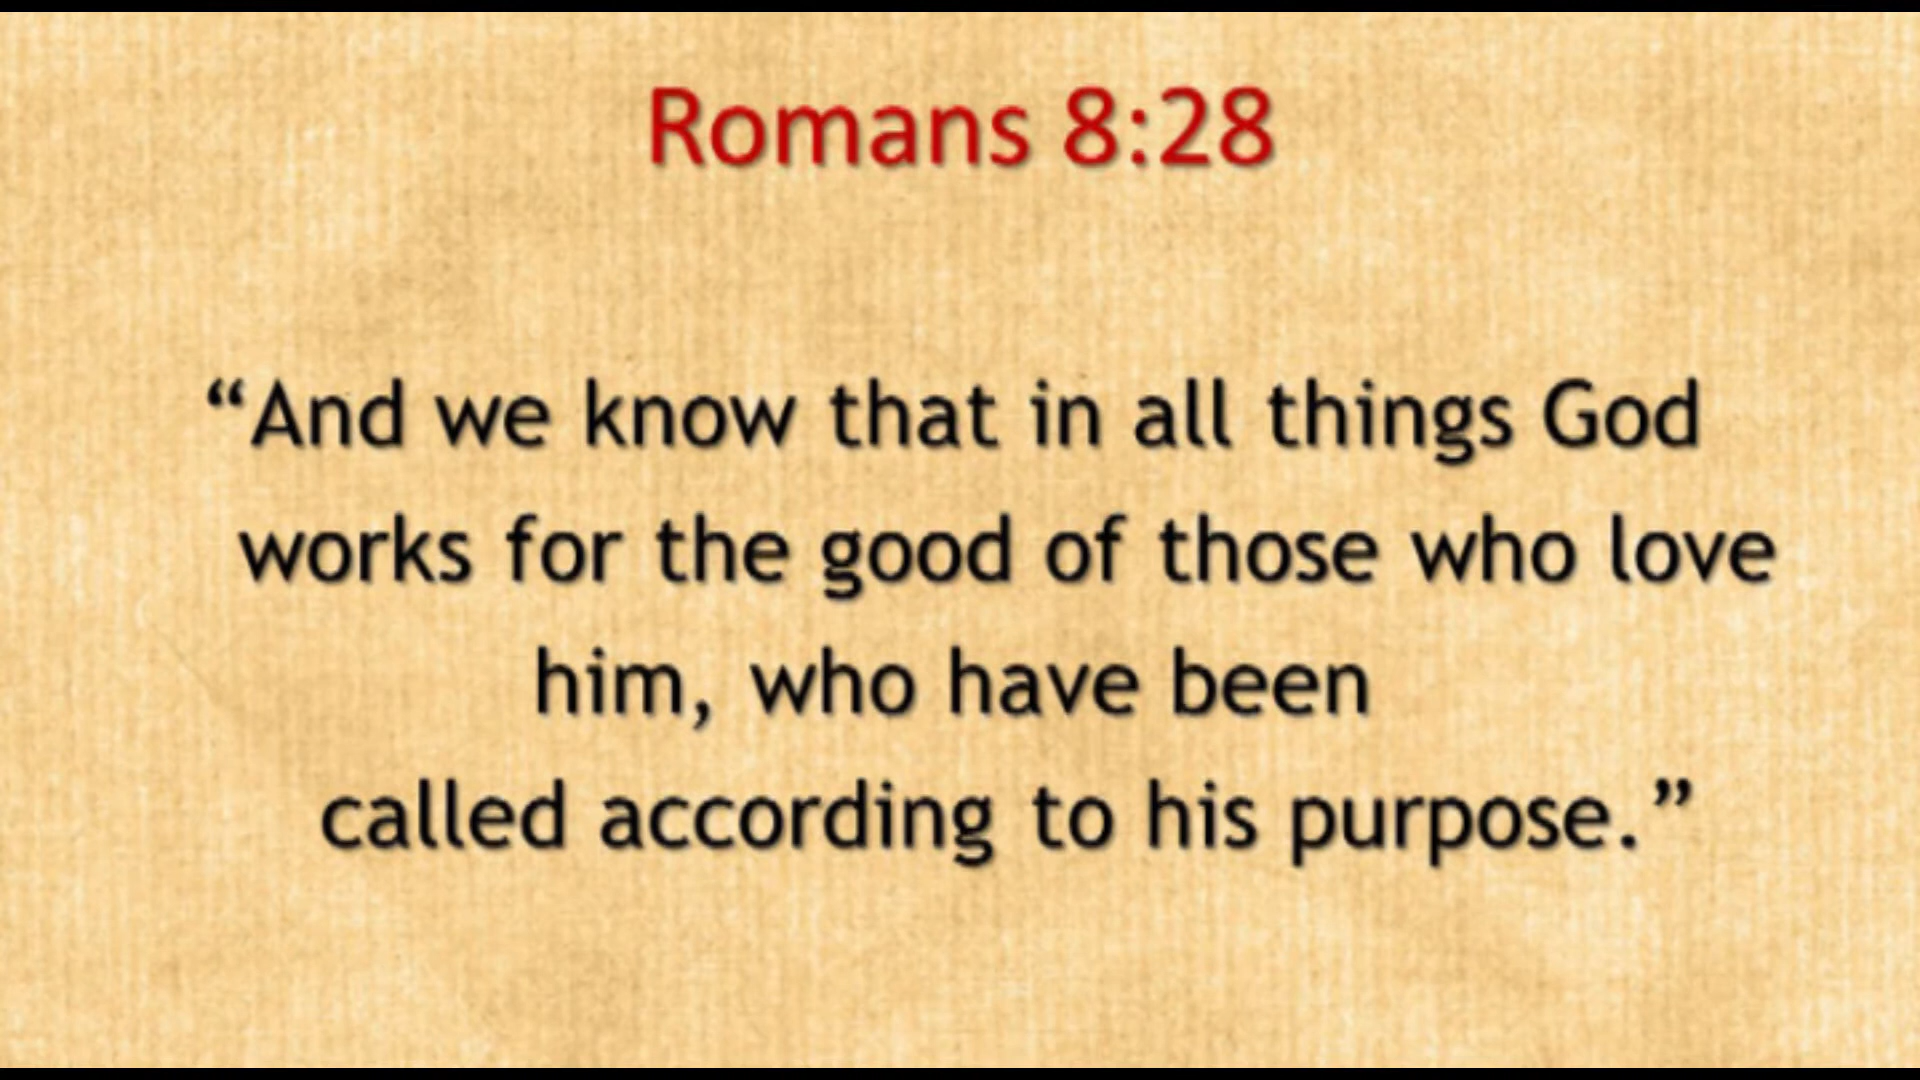 Romans 8:28
“And we know that in all things God
works for the good of those who love
him, who have been
called according to his purpose.”